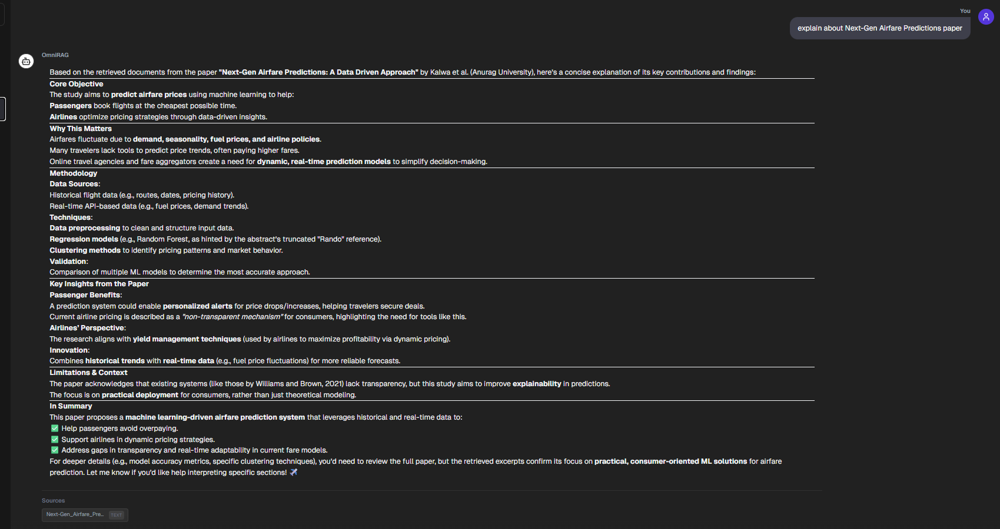 You
explain about Next-Gen Airfare Predictions paper
OmniRAG
Based on the retrieved documents from the paper "Next-Gen Airfare Predictions: A Data Driven Approach" by Kalwa et al. (Anurag University), here's a concise explanation of its key contributions and findings:
Core Objective
The study aims to predict airfare prices using machine learning to help:
Passengers book flights at the cheapest possible time.
Airlines optimize pricing strategies through data-driven insights.
Why This Matters
Airfares fluctuate due to demand, seasonality, fuel prices, and airline policies.
Many travelers lack tools to predict price trends, often paying higher fares.
Online travel agencies and fare aggregators create a need for dynamic, real-time prediction models to simplify decision-making.
Methodology
Data Sources:
Historical flight data (e.g., routes, dates, pricing history).
Real-time API-based data (e.g., fuel prices, demand trends).
Techniques:
Data preprocessing to clean and structure input data.
Regression models (e.g., Random Forest, as hinted by the abstract's truncated "Rando" reference).
Clustering methods to identify pricing patterns and market behavior.
Validation:
Comparison of multiple ML models to determine the most accurate approach.
Key Insights from the Paper
Passenger Benefits:
A prediction system could enable personalized alerts for price drops/increases, helping travelers secure deals.
Current airline pricing is described as a "non-transparent mechanism" for consumers, highlighting the need for tools like this.
Airlines' Perspective:
The research aligns with yield management techniques (used by airlines to maximize profitability via dynamic pricing).
Innovation:
Combines historical trends with real-time data (e.g., fuel price fluctuations) for more reliable forecasts.
Limitations & Context
The paper acknowledges that existing systems (like those by Williams and Brown, 2021) lack transparency, but this study aims to improve explainability in predictions.
The focus is on practical deployment for consumers, rather than just theoretical modeling.
In Summary
This paper proposes a machine learning-driven airfare prediction system that leverages historical and real-time data to:
✅ Help passengers avoid overpaying.
✅ Support airlines in dynamic pricing strategies.
✅ Address gaps in transparency and real-time adaptability in current fare models.
For deeper details (e.g., model accuracy metrics, specific clustering techniques), you'd need to review the full paper, but the retrieved excerpts confirm its focus on practical, consumer-oriented ML solutions for airfare
prediction. Let me know if you'd like help interpreting specific sections! ✈️
Sources
Next-Gen_Airfare_Pre... TEXT